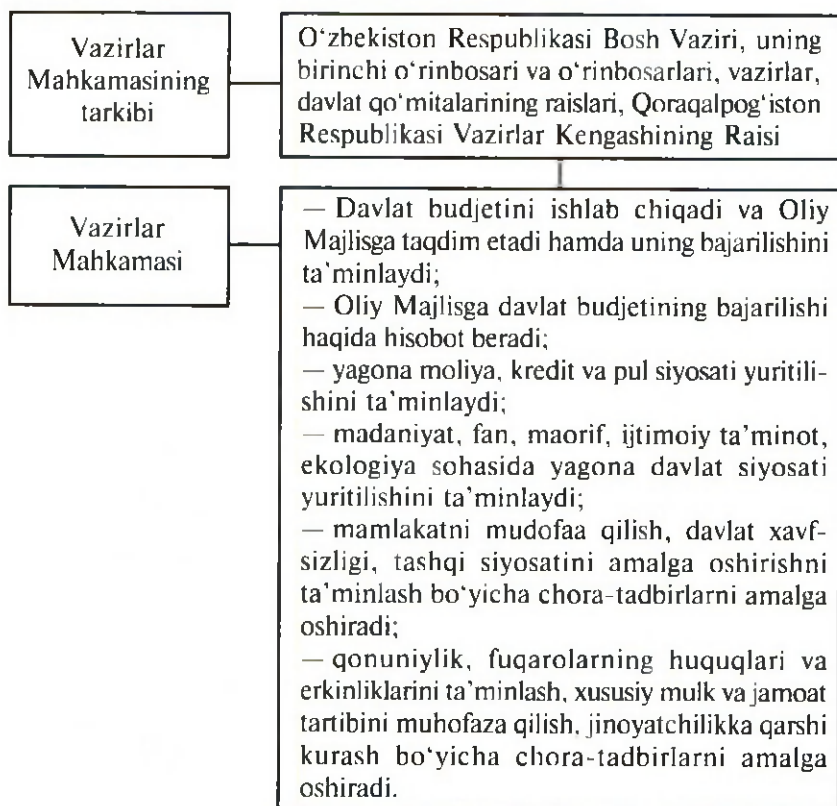 Vazirlar
Mahkamasining
tarkibi
O‘zbekiston Respublikasi Bosh Vaziri, uning
birinchi o‘rinbosari va o‘rinbosarlari, vazirlar,
davlat qo‘mitalarining raislari, Qoraqalpog‘iston
Respublikasi Vazirlar Kengashining Raisi
Vazirlar
Mahkamasi
— Davlat budjetini ishlab chiqadi va Oliy
Majlisga taqdim etadi hamda uning bajarilishini
ta’minlaydi;
— Oliy Majlisga davlat budjetining bajarilishi
haqida hisobot beradi;
— yagona moliya, kredit va pul siyosati yuritili-
shini ta’minlaydi;
— madaniyat, fan, maorif, ijtimoiy ta’minot,
ekologiya sohasida yagona davlat siyosati
yuritilishini ta’minlaydi;
— mamlakatni mudofaa qilish, davlat xavf-
sizligi, tashqi siyosatini amalga oshirishni
ta’minlash bo‘yicha chora-tadbirlarni amalga
oshiradi;
— qonuniylik, fuqarolarning huquqlari va
erkinliklarini ta’minlash, xususiy mulk va jamoat
tartibini muhofaza qilish, jinoyatchilikka qarshi
kurash bo‘yicha chora-tadbirlarni amalga
oshiradi.